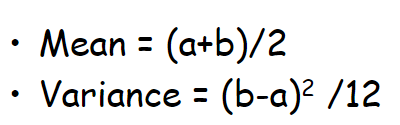 • Mean = (a+b)/2
• Variance = (b-a)² /12